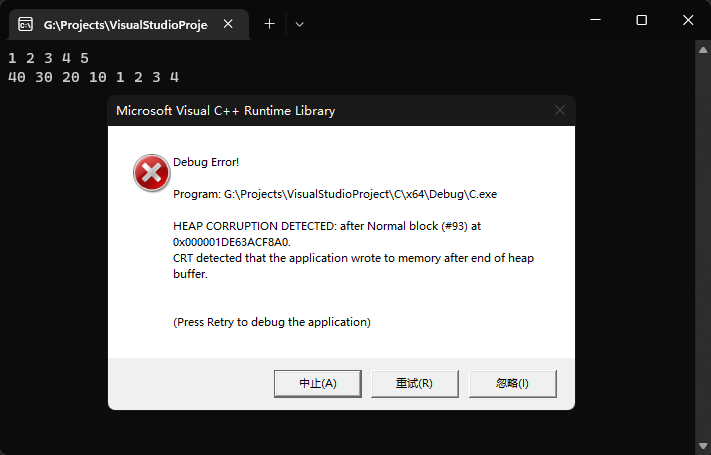 G:\Projects\VisualStudioProje
1 2 3 4 5
40 30 20 10 1 2 3 4
Microsoft Visual C++ Runtime Library
Debug Error!
Program: G:\Projects\VisualStudioProject\C\x64\Debug\C.exe
HEAP CORRUPTION DETECTED: after Normal block (#93) at
0x000001DE63ACF8A0.
CRT detected that the application wrote to memory after end of heap
buffer.
(Press Retry to debug the application)
中止(A)
重试(R)
忽略(I)